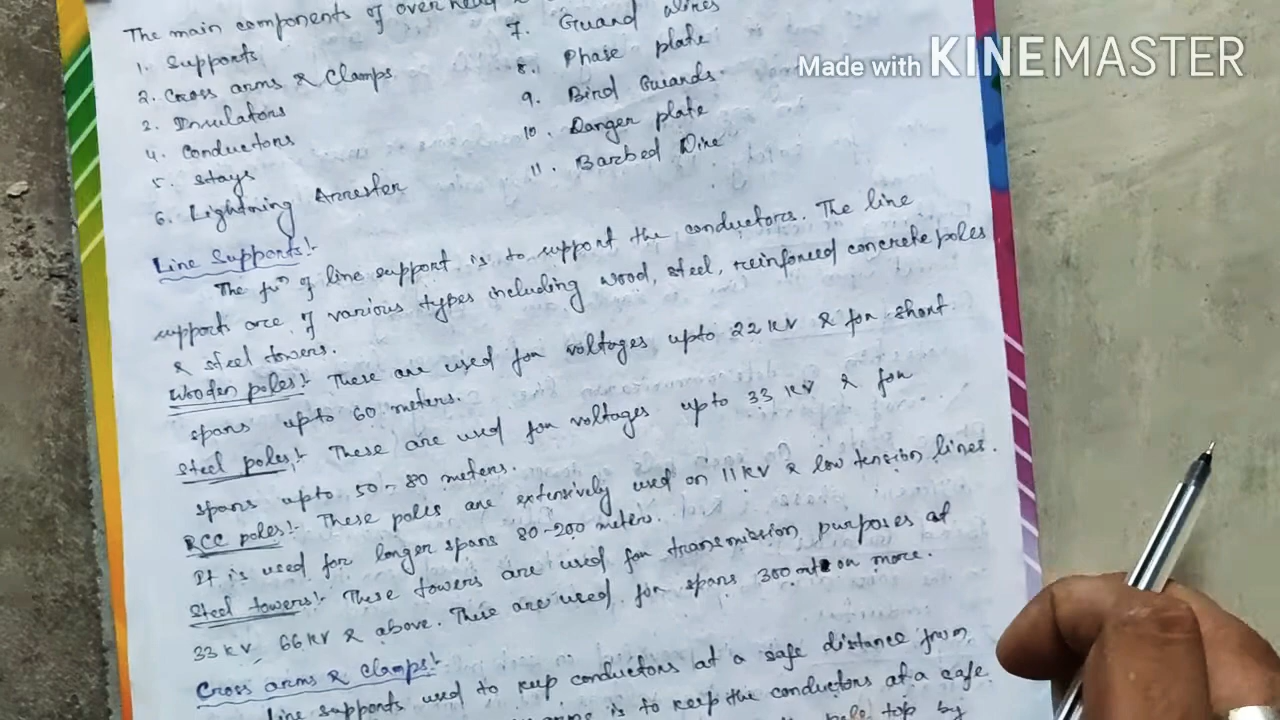 The main components of overhead
1. Supports
2. Cross arms & Clamps
3. Insulators
4. Conductors
5. Stays
6. Lightning Arrester
7. Guard wires
8. Phase plate
9. Bird Guards
10. Danger plate
11. Barbed Wire
Made with KINEMASTER
Line Supports:-
The fuⁿ of line support is to support the conductors. The line
supports are of various types including wood, steel, reinforced concrete poles
& steel towers.
Wooden poles:- These are used for voltages upto 22 KV & for short
spans upto 60 meters.
Steel poles:- These are used for voltages upto 33 KV & for
spans upto 50-80 meters.
RCC poles:- These poles are extensively used on 11 KV & low tension lines.
It is used for longer spans 80-200 meters.
Steel towers:- These towers are used for transmission purposes at
33 KV, 66 KV & above. These are used for spans 300 mt or more.
Cross arms & Clamps:-
Line supports used to keep conductors at a safe distance from
is to keep the conductors at a safe
pole top by